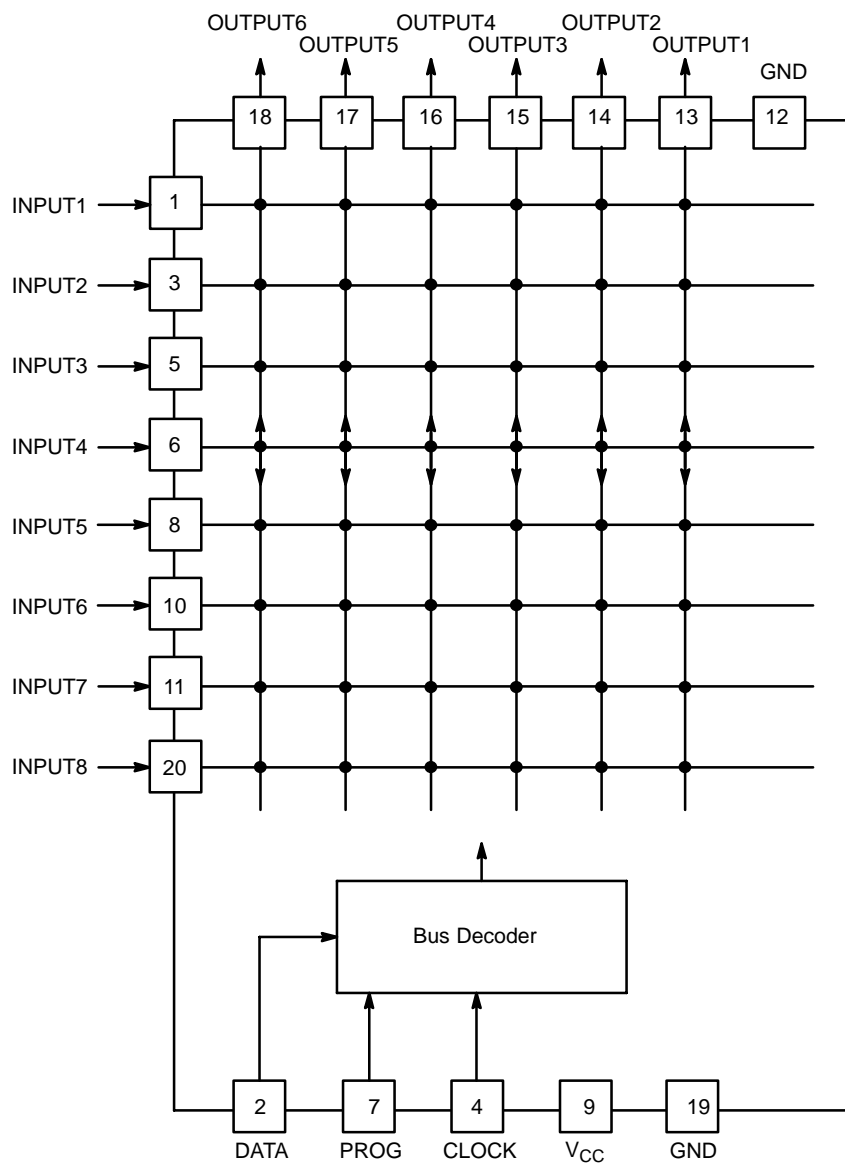 OUTPUT6 OUTPUT4 OUTPUT2
OUTPUT5 OUTPUT3 OUTPUT1
GND
18 17 16 15 14 13 12
INPUT1 1
INPUT2 3
INPUT3 5
INPUT4 6
INPUT5 8
INPUT6 10
INPUT7 11
INPUT8 20
Bus Decoder
2 7 4 9 19
DATA PROG CLOCK VCC GND